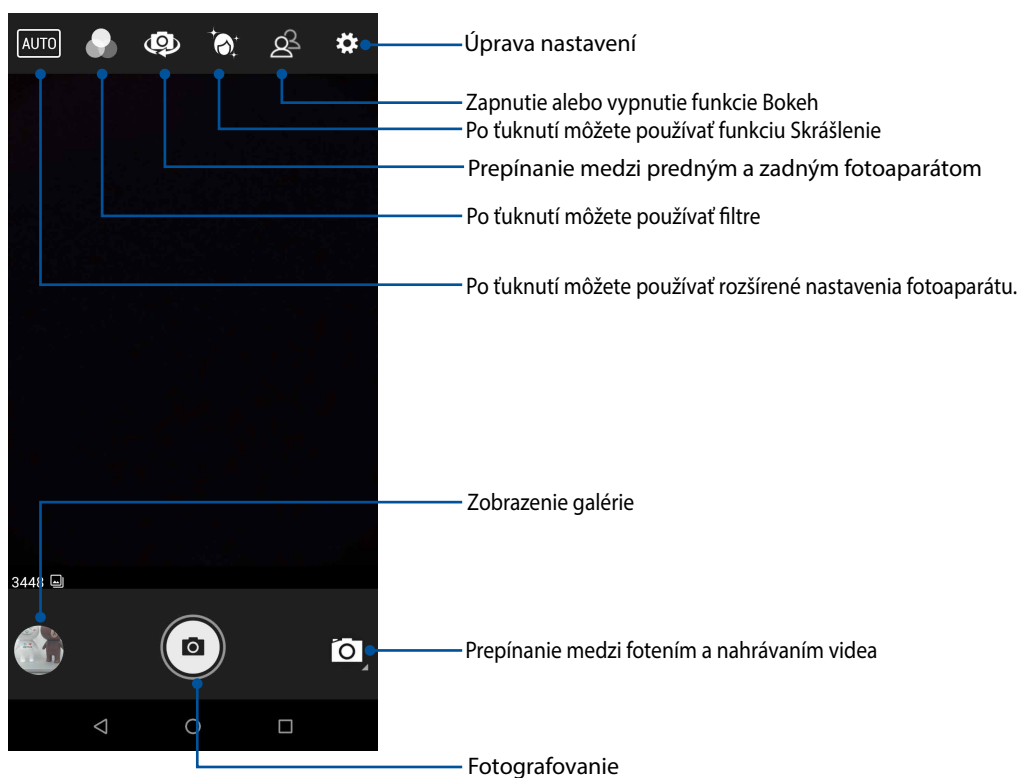 AUTO
Úprava nastavení
Zapnutie alebo vypnutie funkcie Bokeh
Po ťuknutí môžete používať funkciu Skrášlenie
Prepínanie medzi predným a zadným fotoaparátom
Po ťuknutí môžete používať filtre
Po ťuknutí môžete používať rozšírené nastavenia fotoaparátu.
Zobrazenie galérie
3448
Prepínanie medzi fotením a nahrávaním videa
Fotografovanie